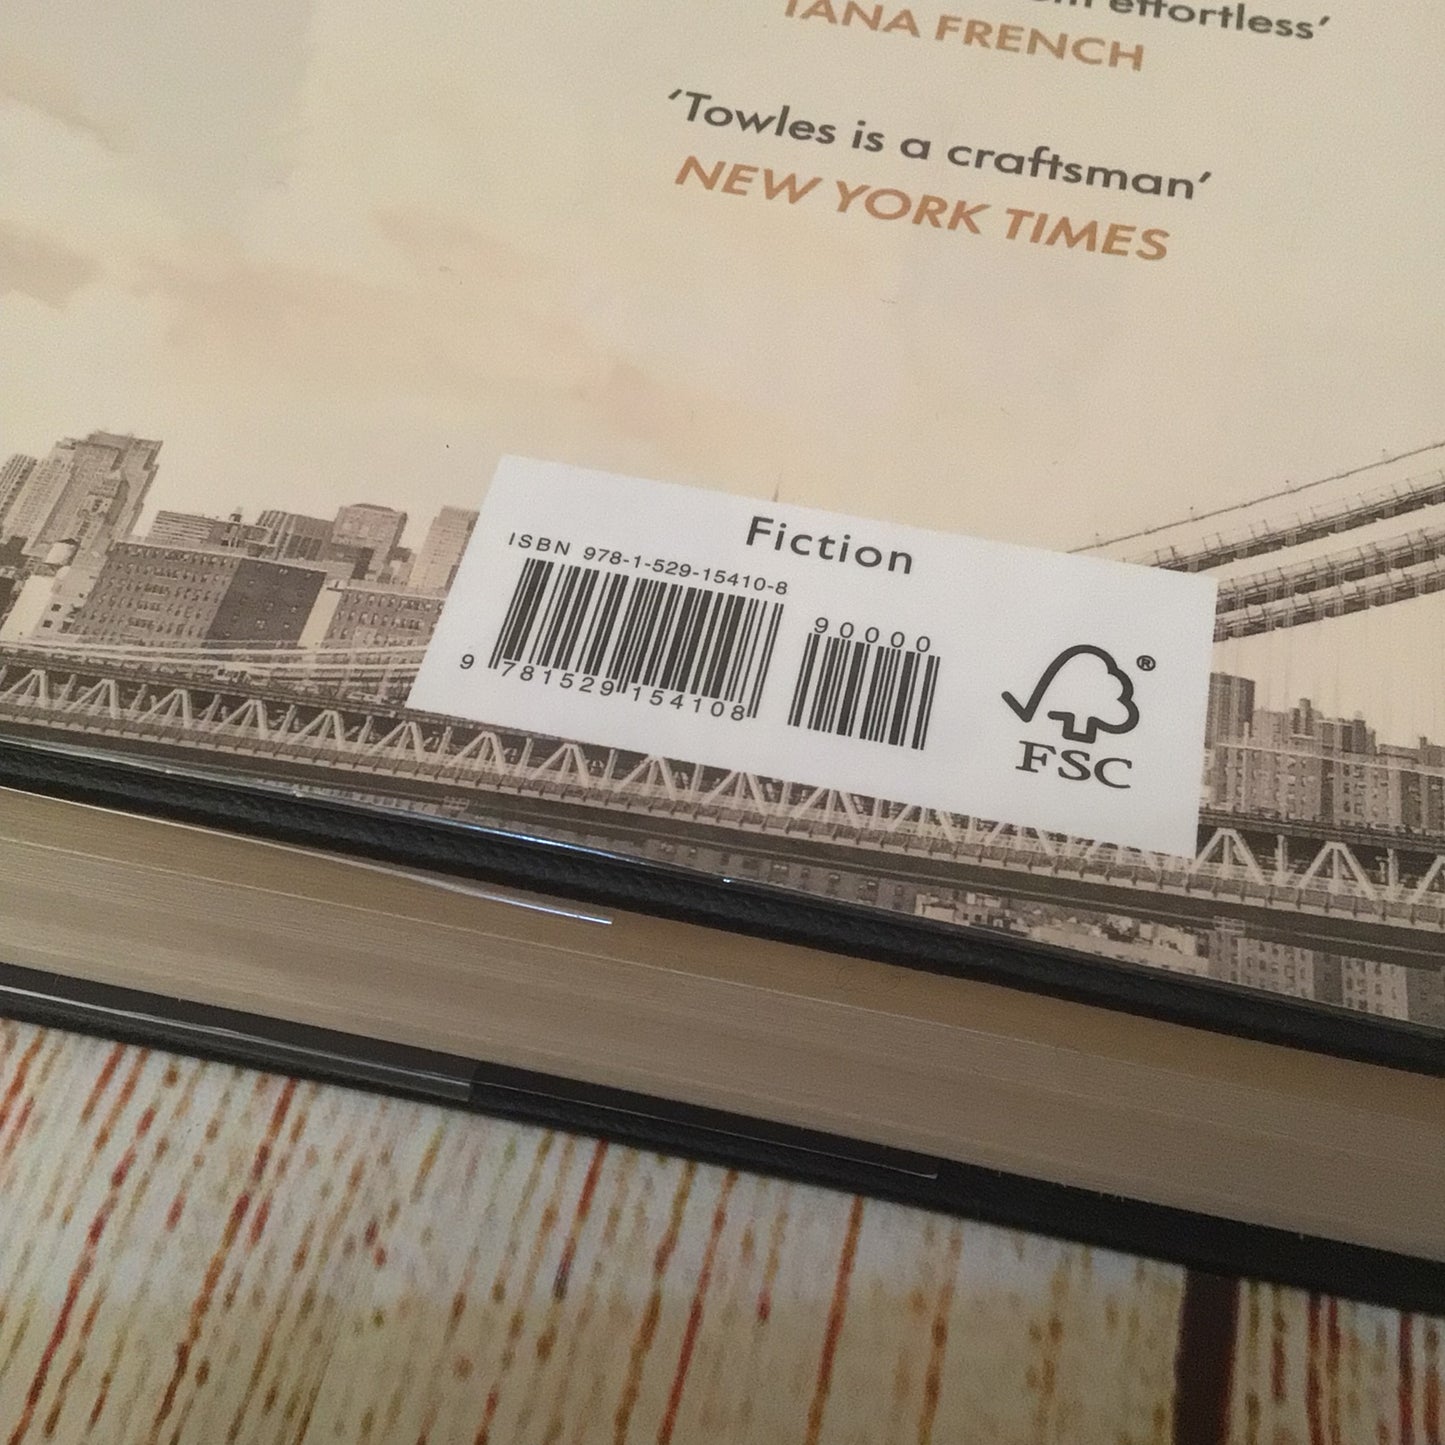 effortless’
TANA FRENCH
‘Towles is a craftsman’
NEW YORK TIMES
Fiction
ISBN 978-1-529-15410-8
90000
9 781529 154108
®
FSC